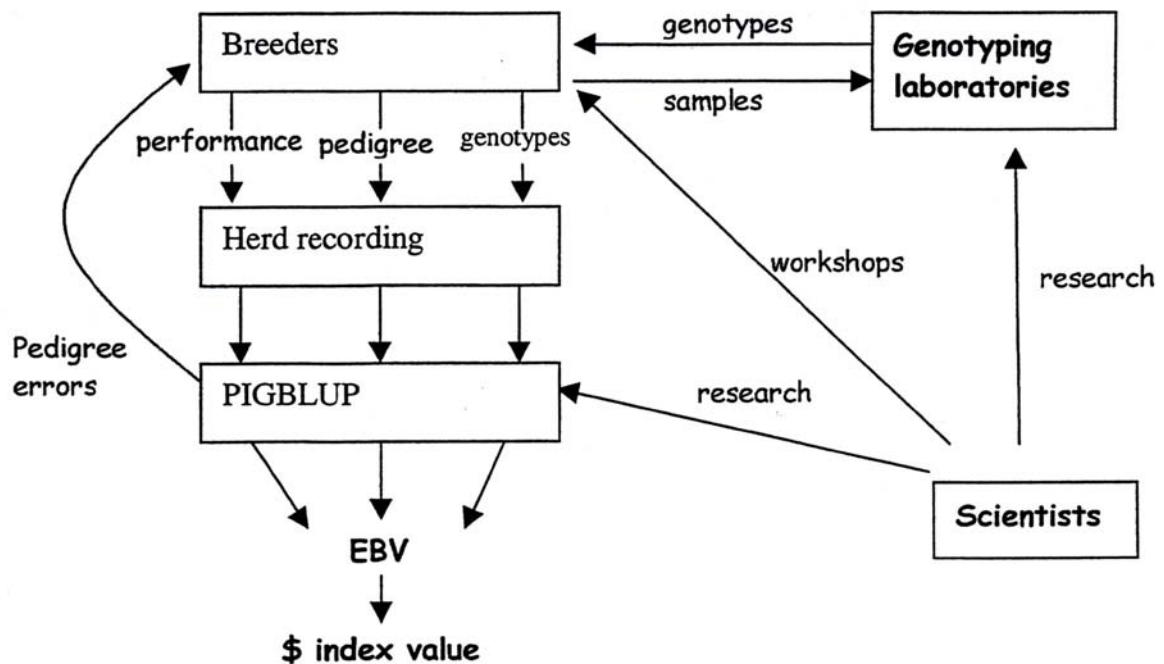 Breeders
genotypes
samples
Genotyping
laboratories
performance
pedigree
genotypes
Herd recording
workshops
research
Pedigree
errors
PIGBLUP
research
Scientists
EBV
$ index value